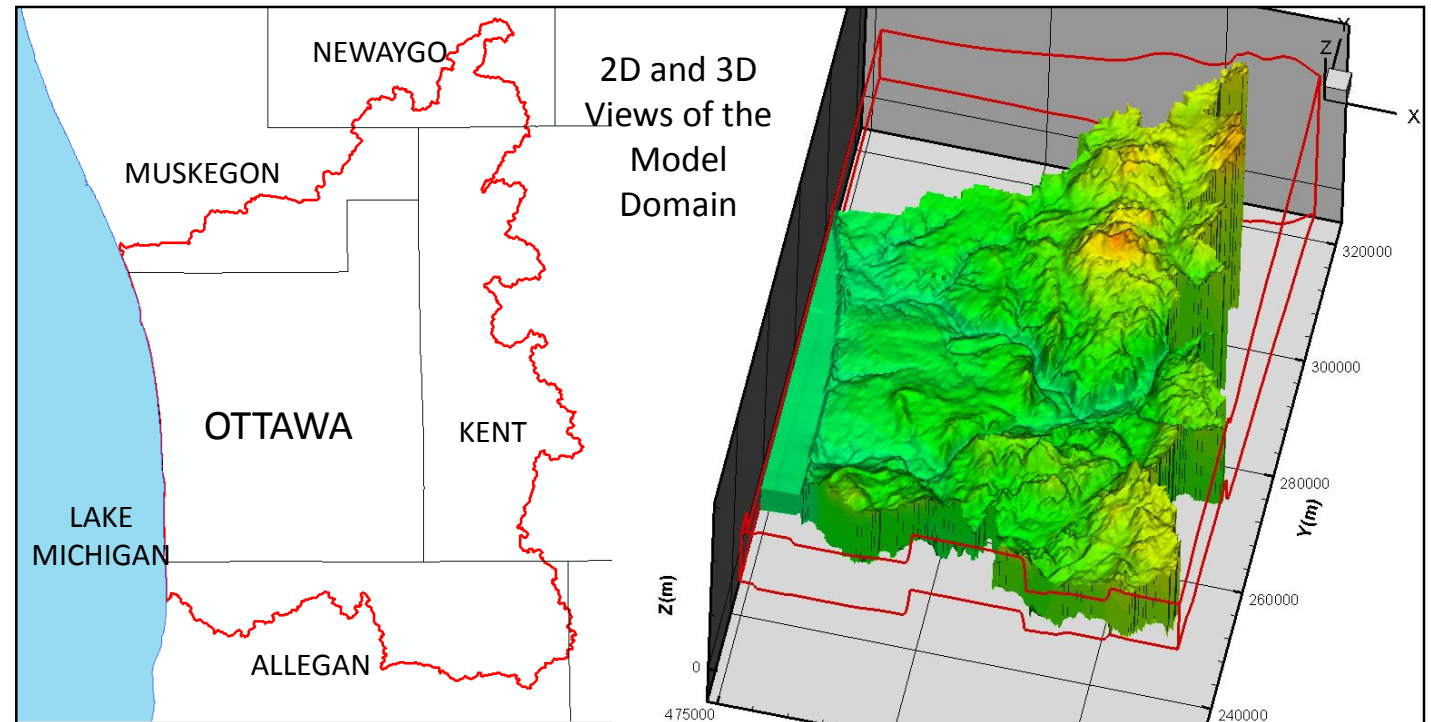 NEWAYGO
MUSKEGON
OTTAWA
KENT
LAKE
MICHIGAN
ALLEGAN
2D and 3D
Views of the
Model
Domain
Y
Z
X
320000
300000
280000
Y(m)
260000
240000
Z(m)
0
475000